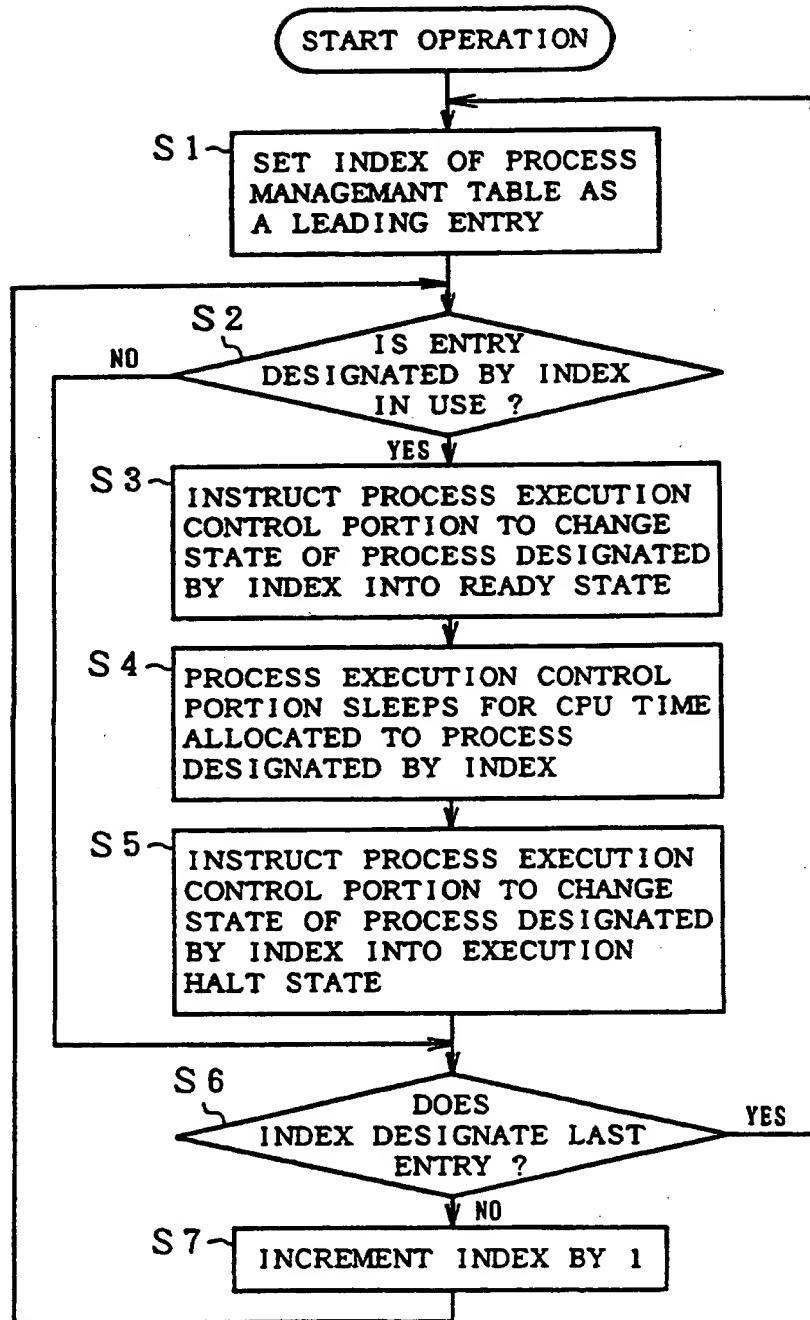 START OPERATION
S1
SET INDEX OF PROCESS
MANAGEMANT TABLE AS
A LEADING ENTRY
S2
IS ENTRY
DESIGNATED BY INDEX
IN USE ?
NO
YES
S3
INSTRUCT PROCESS EXECUTION
CONTROL PORTION TO CHANGE
STATE OF PROCESS DESIGNATED
BY INDEX INTO READY STATE
S4
PROCESS EXECUTION CONTROL
PORTION SLEEPS FOR CPU TIME
ALLOCATED TO PROCESS
DESIGNATED BY INDEX
S5
INSTRUCT PROCESS EXECUTION
CONTROL PORTION TO CHANGE
STATE OF PROCESS DESIGNATED
BY INDEX INTO EXECUTION
HALT STATE
S6
DOES
INDEX DESIGNATE LAST
ENTRY ?
YES
NO
S7
INCREMENT INDEX BY 1